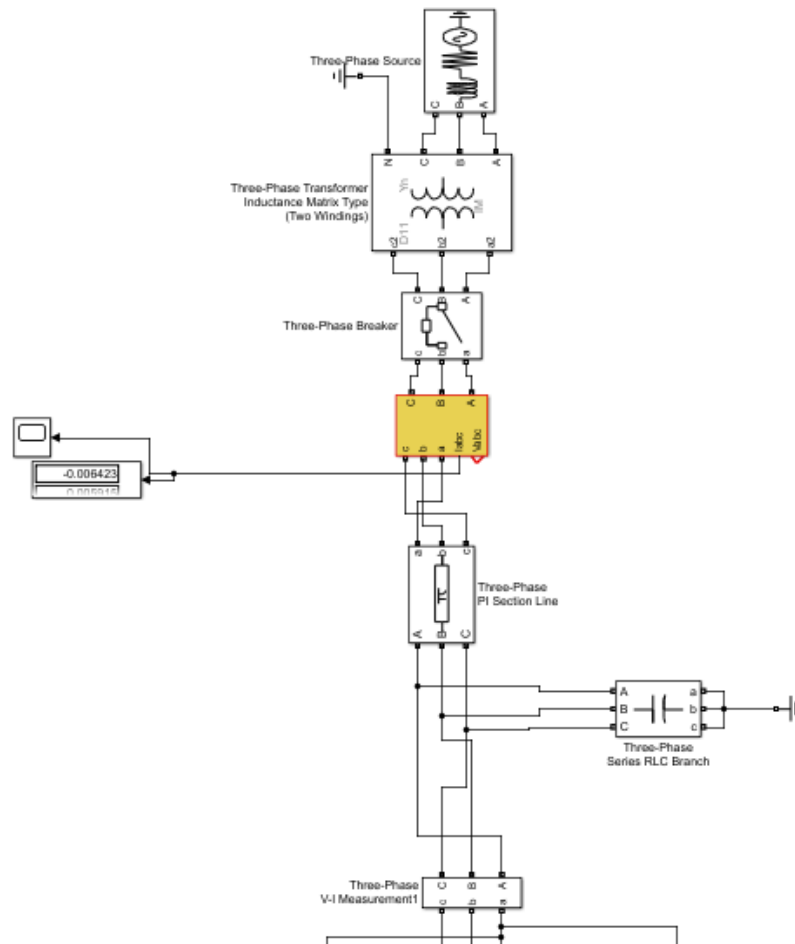 Three-Phase Source
C B A
N C B A
Three-Phase Transformer
Inductance Matrix Type
(Two Windings)
Yn
IM
D11
c2 b2 a2
C B A
Three-Phase Breaker
c b a
C B A
c b a Iabc Vabc
-0.006423
a b c
Three-Phase
PI Section Line
A B C
A a
B b
C c
Three-Phase
Series RLC Branch
Three-Phase
V-I Measurement1
C B A
c b a